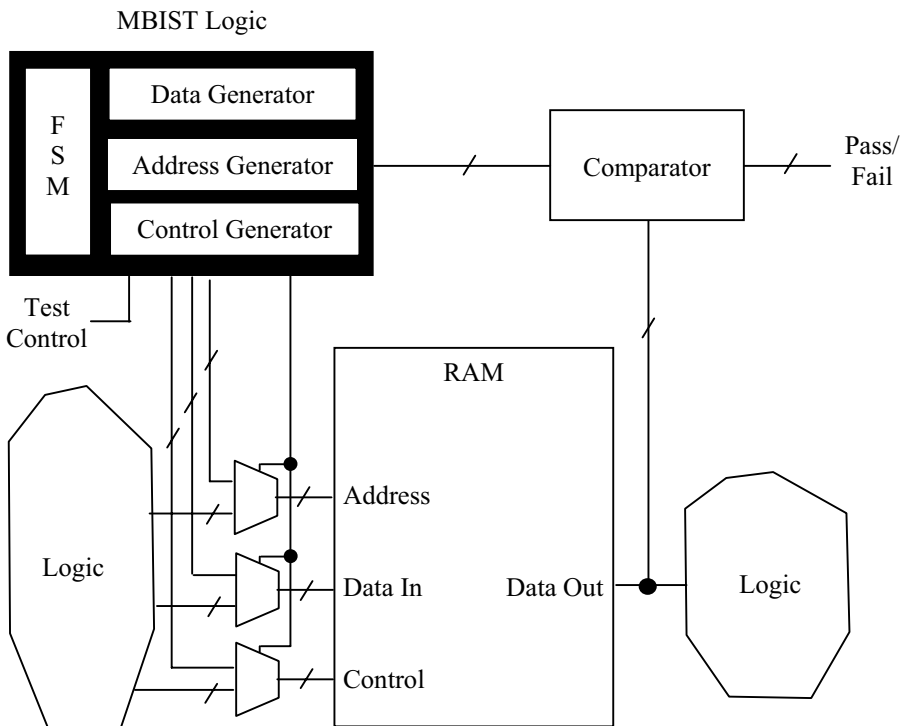 MBIST Logic
F
S
M
Data Generator
Address Generator
Control Generator
Comparator
Pass/
Fail
Test
Control
RAM
Address
Logic
Data In
Data Out
Logic
Control